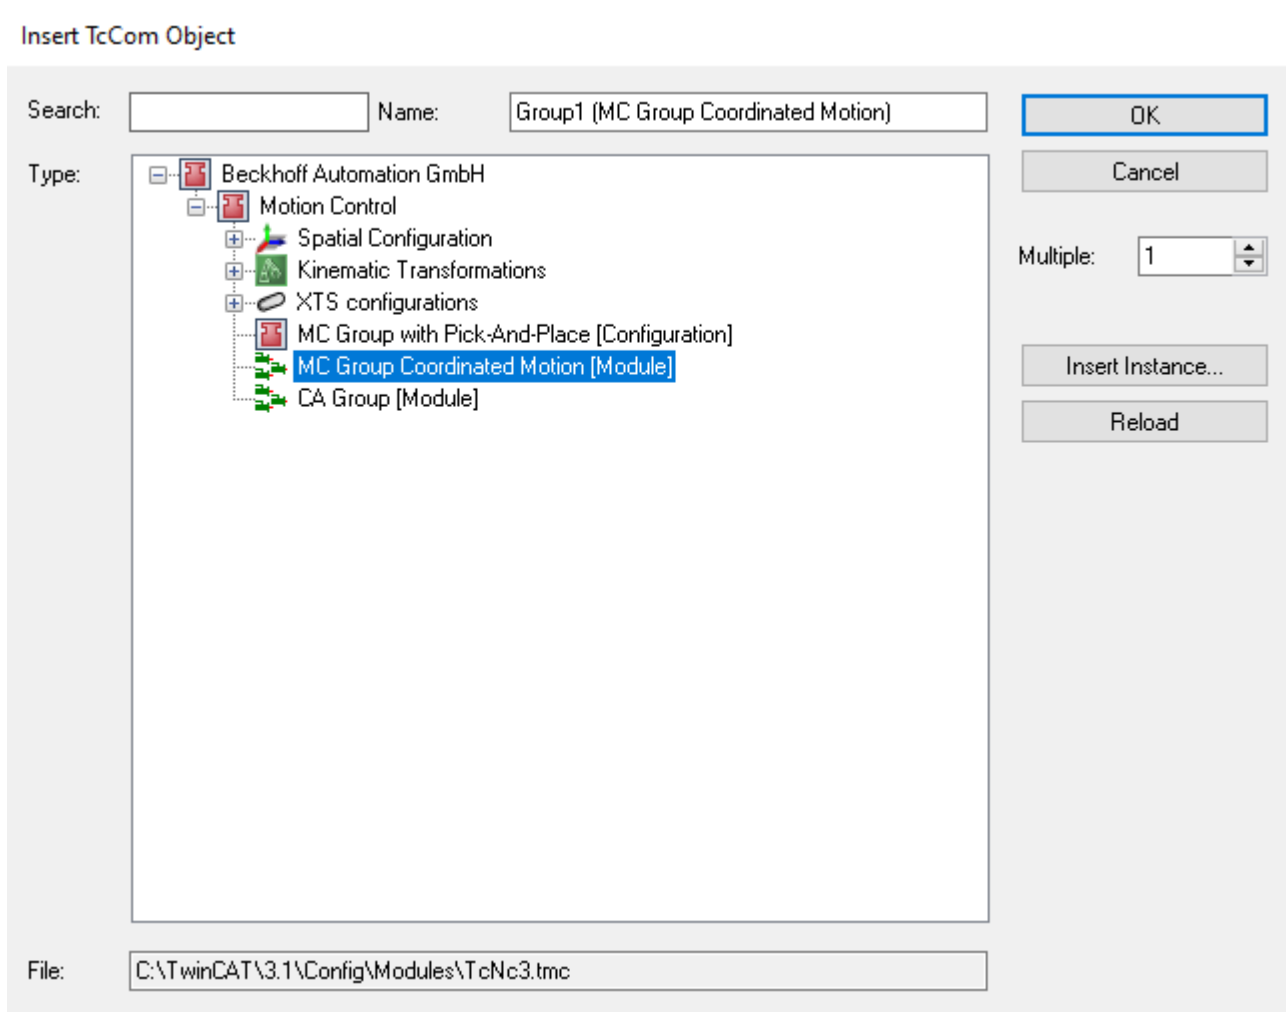 Insert TcCom Object
Search:
Name:
Group1 (MC Group Coordinated Motion)
OK
Type:
Beckhoff Automation GmbH
Cancel
Motion Control
Spatial Configuration
Multiple:
1
Kinematic Transformations
XTS configurations
MC Group with Pick-And-Place [Configuration]
MC Group Coordinated Motion [Module]
Insert Instance...
CA Group [Module]
Reload
File:
C:\TwinCAT\3.1\Config\Modules\TcNc3.tmc